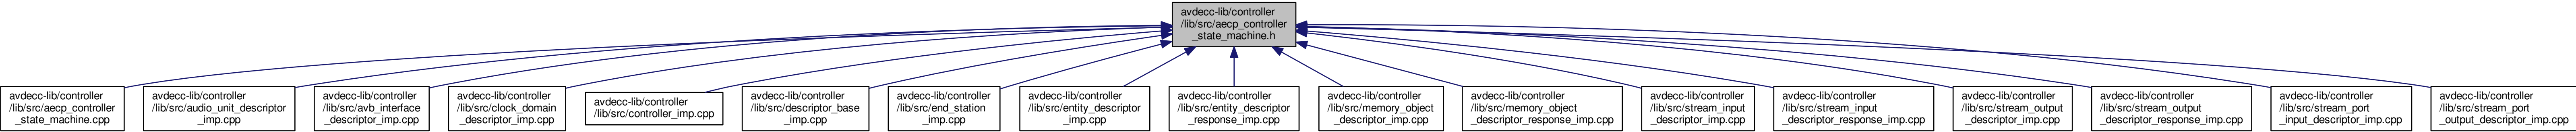 avdecc-lib/controller
/lib/src/aecp_controller
_state_machine.h
avdecc-lib/controller
/lib/src/aecp_controller
_state_machine.cpp
avdecc-lib/controller
/lib/src/audio_unit_descriptor
_imp.cpp
avdecc-lib/controller
/lib/src/avb_interface
_descriptor_imp.cpp
avdecc-lib/controller
/lib/src/clock_domain
_descriptor_imp.cpp
avdecc-lib/controller
/lib/src/controller_imp.cpp
avdecc-lib/controller
/lib/src/descriptor_base
_imp.cpp
avdecc-lib/controller
/lib/src/end_station
_imp.cpp
avdecc-lib/controller
/lib/src/entity_descriptor
_imp.cpp
avdecc-lib/controller
/lib/src/entity_descriptor
_response_imp.cpp
avdecc-lib/controller
/lib/src/memory_object
_descriptor_imp.cpp
avdecc-lib/controller
/lib/src/memory_object
_descriptor_response_imp.cpp
avdecc-lib/controller
/lib/src/stream_input
_descriptor_imp.cpp
avdecc-lib/controller
/lib/src/stream_input
_descriptor_response_imp.cpp
avdecc-lib/controller
/lib/src/stream_output
_descriptor_imp.cpp
avdecc-lib/controller
/lib/src/stream_output
_descriptor_response_imp.cpp
avdecc-lib/controller
/lib/src/stream_port
_input_descriptor_imp.cpp
avdecc-lib/controller
/lib/src/stream_port
_output_descriptor_imp.cpp